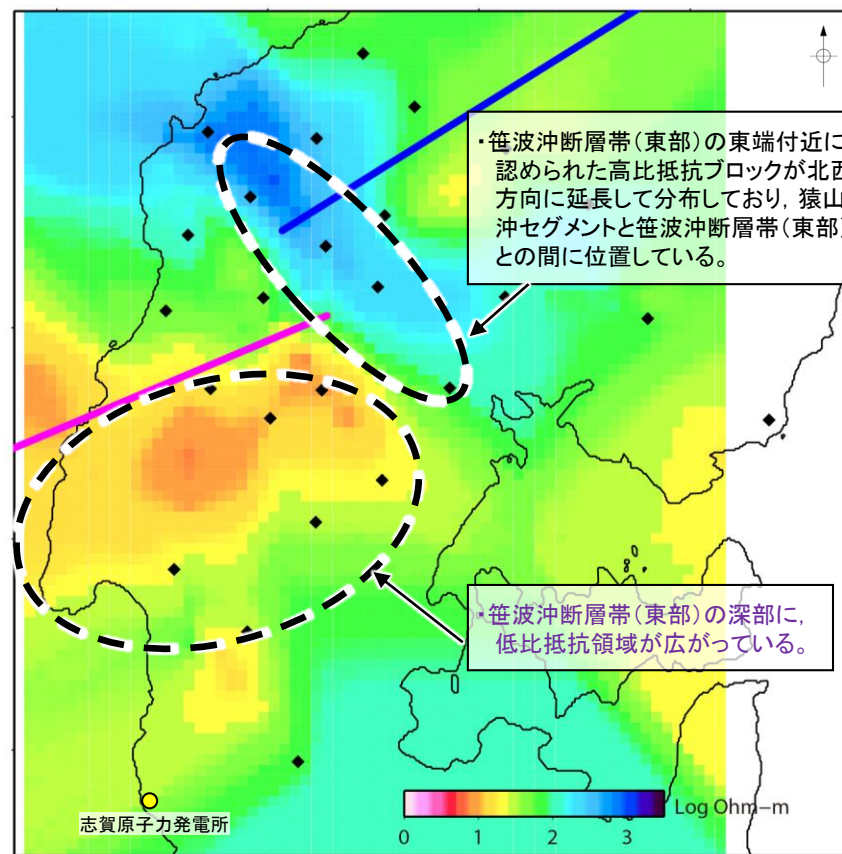 ・笹波沖断層帯(東部)の東端付近に
認められた高比抵抗ブロックが北西
方向に延長して分布しており，猿山
沖セグメントと笹波沖断層帯(東部)
との間に位置している。
・笹波沖断層帯(東部)の深部に，
低比抵抗領域が広がっている。
志賀原子力発電所
Log Ohm-m
0 1 2 3